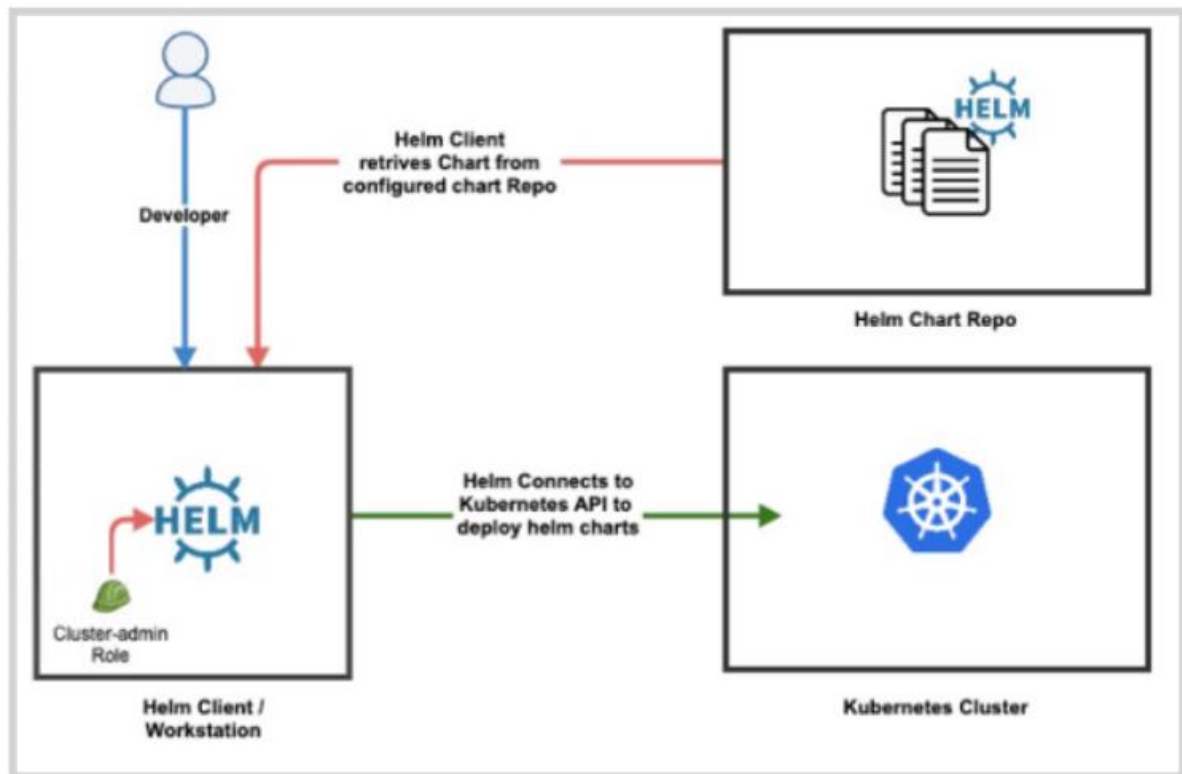 HELM
Helm Client
retrives Chart from
configured chart Repo
Developer
Helm Chart Repo
HELM
Cluster-admin
Role
Helm Connects to
Kubernetes API to
deploy helm charts
Helm Client /
Workstation
Kubernetes Cluster